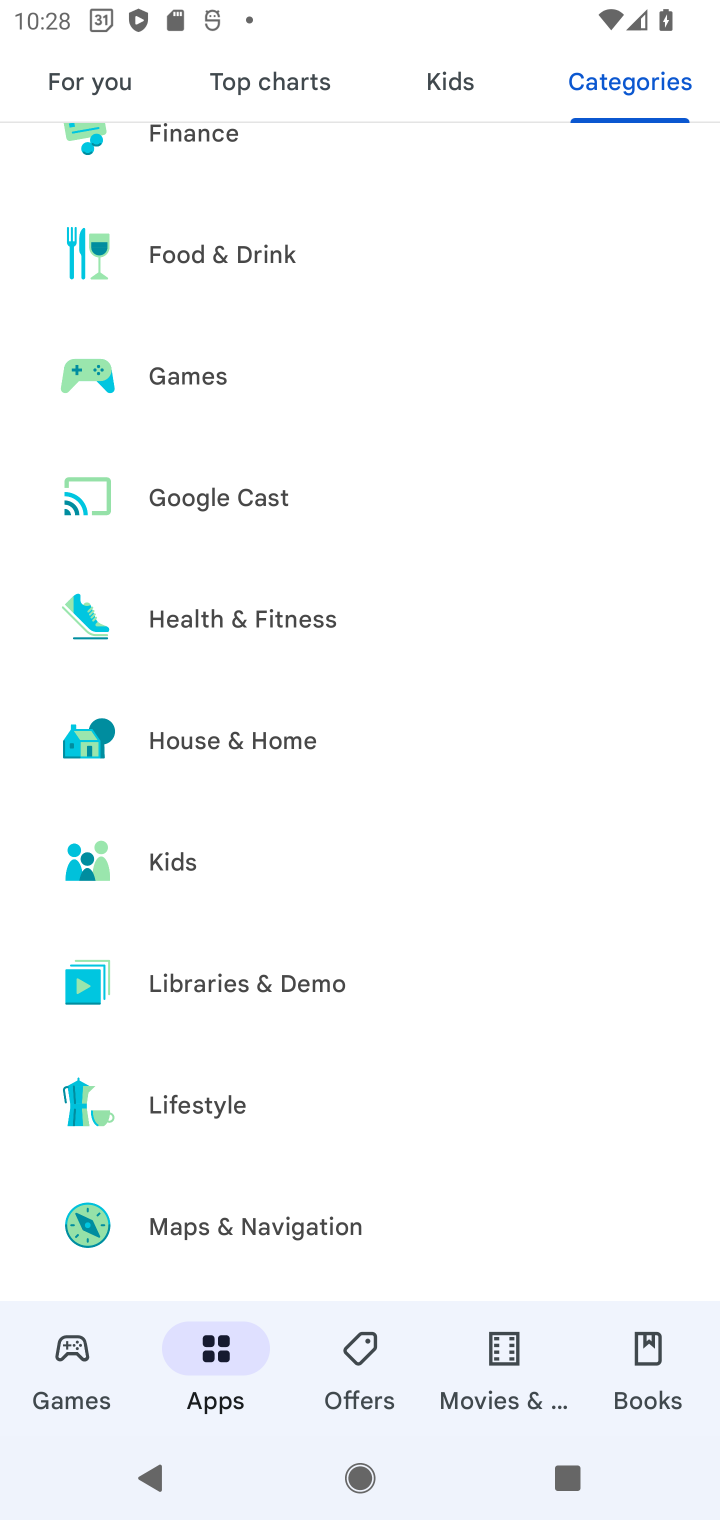 10:28
31
For you
Top charts
Kids
Categories
Finance
Food & Drink
Games
Google Cast
Health & Fitness
House & Home
Kids
Libraries & Demo
Lifestyle
Maps & Navigation
Games
Apps
Offers
Movies & ...
Books